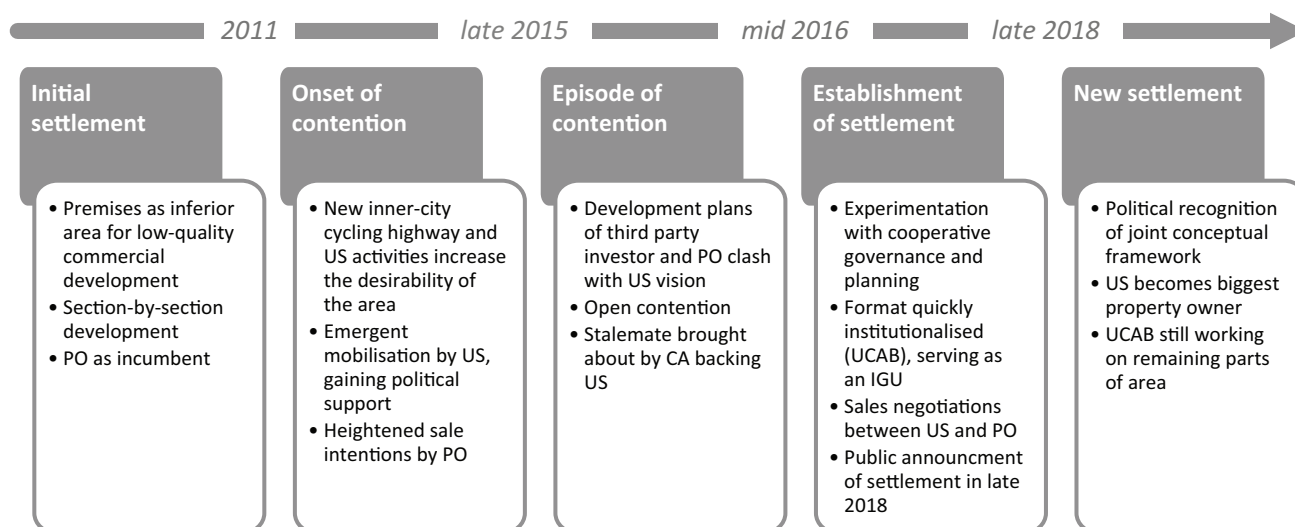 2011
late 2015
mid 2016
late 2018
Initial
settlement
• Premises as inferior
area for low-quality
commercial
development
• Section-by-section
development
• PO as incumbent
Onset of
contention
• New inner-city
cycling highway and
US activities increase
the desirability of
the area
• Emergent
mobilisation by US,
gaining political
support
• Heightened sale
intentions by PO
Episode of
contention
• Development plans
of third party
investor and PO clash
with US vision
• Open contention
• Stalemate brought
about by CA backing
US
Establishment
of settlement
• Experimentation
with cooperative
governance and
planning
• Format quickly
institutionalised
(UCAB), serving as
an IGU
• Sales negotiations
between US and PO
• Public announcment
of settlement in late
2018
New settlement
• Political recognition
of joint conceptual
framework
• US becomes biggest
property owner
• UCAB still working
on remaining parts
of area